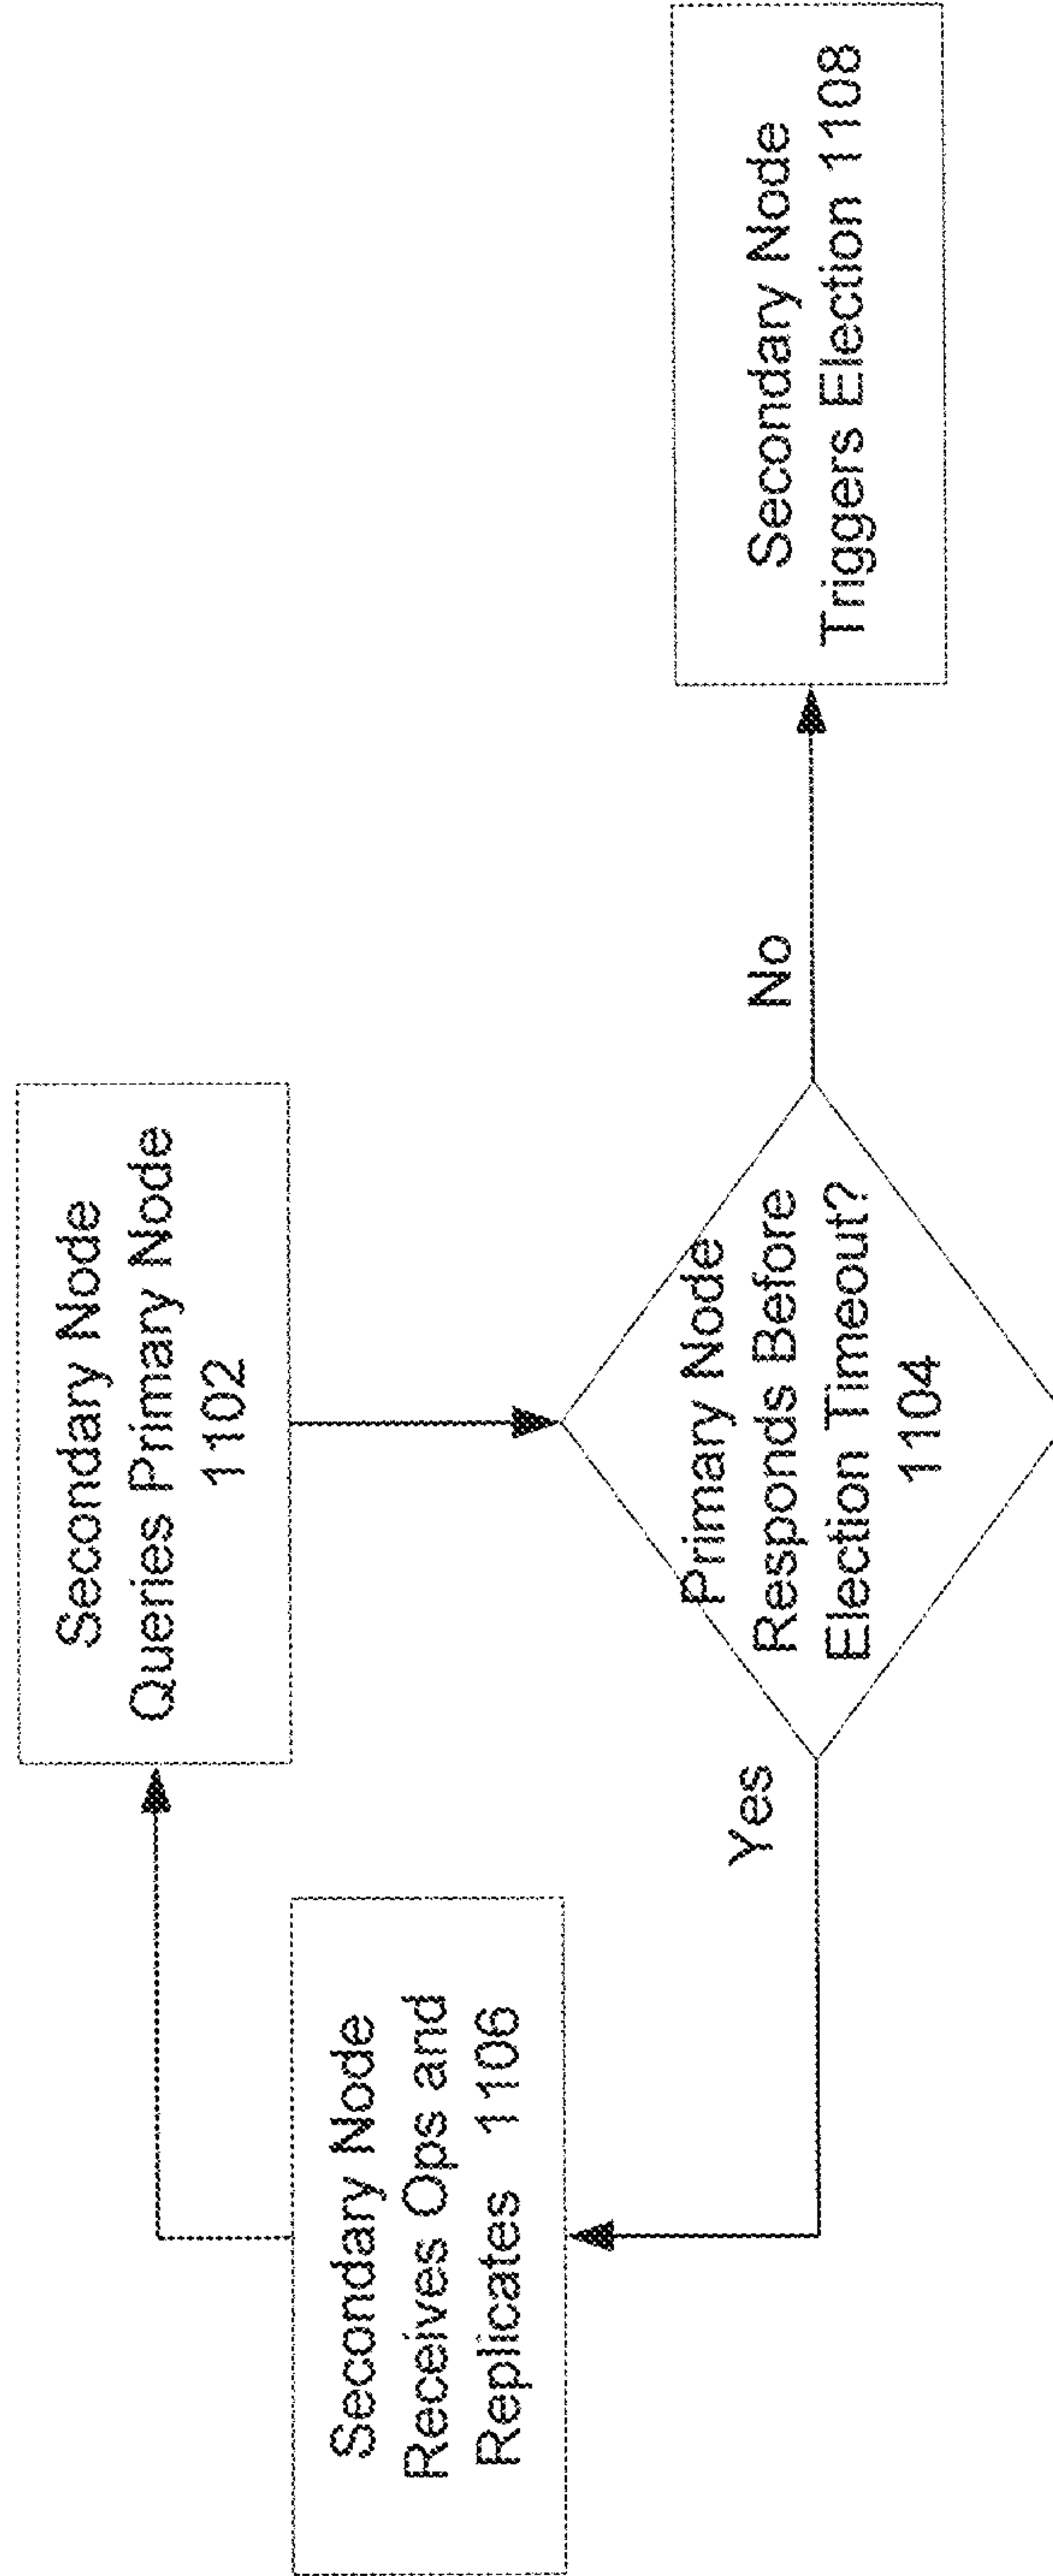 Secondary Node
Queries Primary Node
1102
Secondary Node
Receives Ops and
Replicates 1106
Primary Node
Responds Before
Election Timeout?
1104
Yes
No
Secondary Node
Triggers Election 1108